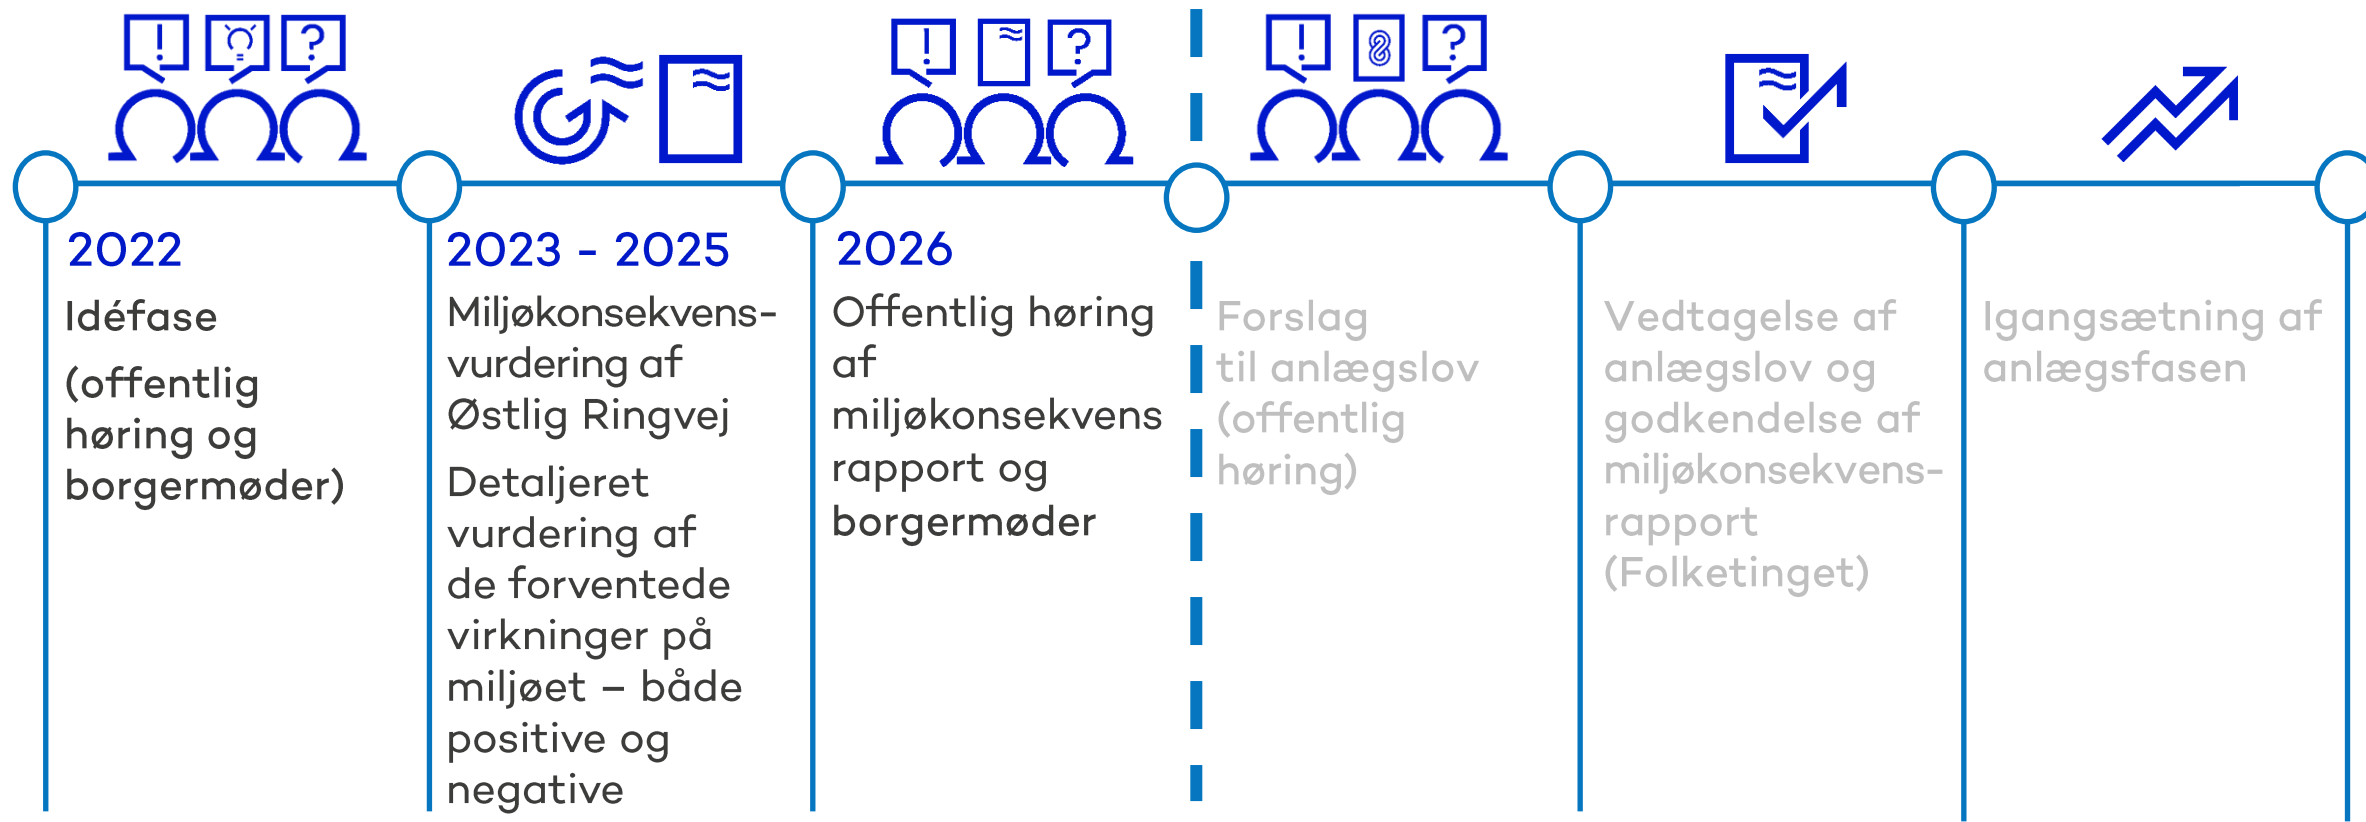 2022
Idéfase
(offentlig
høring og
borgermøder)
2023 - 2025
Miljøkonsekvens-
vurdering af
Østlig Ringvej
Detaljeret
vurdering af
de forventede
virkninger på
miljøet – både
positive og
negative
2026
Offentlig høring
af
miljøkonsekvens
rapport og
borgermøder
Forslag
til anlægslov
(offentlig
høring)
Vedtagelse af
anlægslov og
godkendelse af
miljøkonsekvens-
rapport
(Folketinget)
Igangsætning af
anlægsfasen